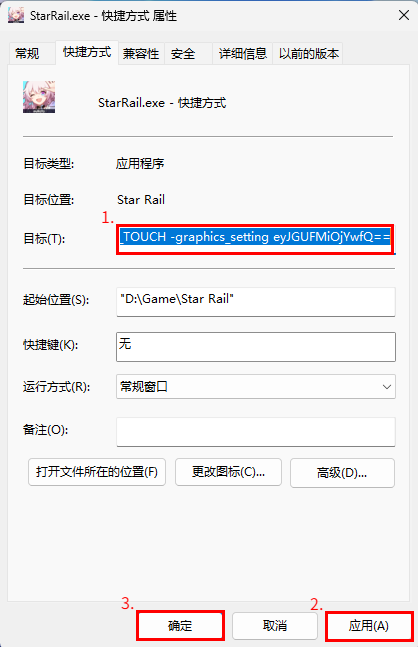 StarRail.exe - 快捷方式 属性
常规 快捷方式 兼容性 安全 详细信息 以前的版本
StarRail.exe - 快捷方式
目标类型: 应用程序
目标位置: Star Rail
1.
目标(T): _TOUCH -graphics_setting eyJGUFMiOjYwfQ==
起始位置(S): "D:\Game\Star Rail"
快捷键(K): 无
运行方式(R): 常规窗口
备注(O):
打开文件所在的位置(F) 更改图标(C)... 高级(D)...
3. 2.
确定 取消 应用(A)